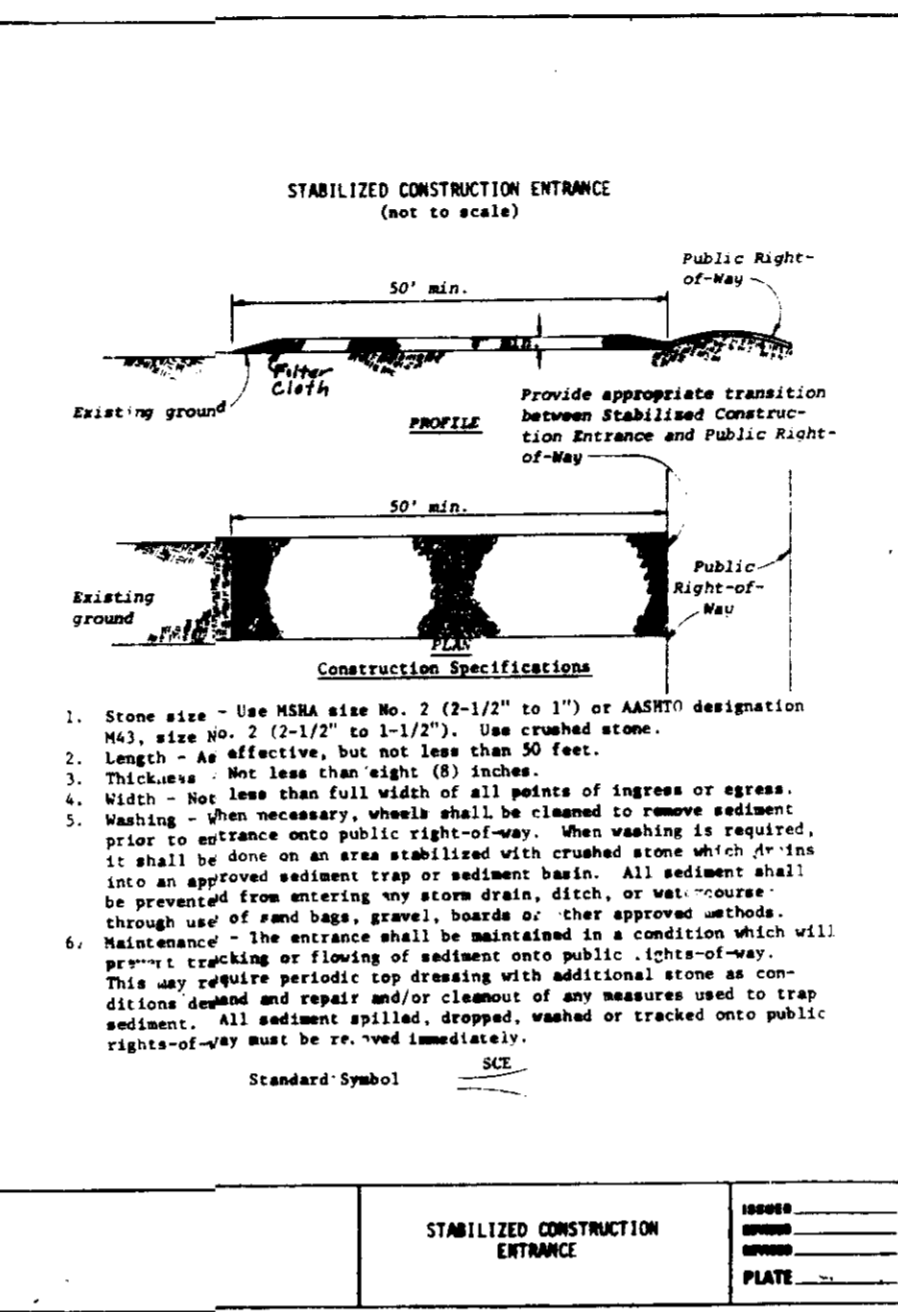 STABILIZED CONSTRUCTION ENTRANCE
(not to scale)
Public Right-
of-Way
50' min.
min.
Filter
Cloth
Existing ground
PROFILE
Provide appropriate transition
between Stabilized Construc-
tion Entrance and Public Right-
of-Way
50' min.
Existing
ground
Public
Right-of-
Way
PLAN
Construction Specifications
1. Stone size - Use MSHA size No. 2 (2-1/2" to 1") or AASHTO designation
M43, size No. 2 (2-1/2" to 1-1/2"). Use crushed stone.
2. Length - As effective, but not less than 50 feet.
3. Thickness - Not less than eight (8) inches.
4. Width - Not less than full width of all points of ingress or egress.
5. Washing - When necessary, wheels shall be cleaned to remove sediment
prior to entrance onto public right-of-way. When washing is required,
it shall be done on an area stabilized with crushed stone which drains
into an approved sediment trap or sediment basin. All sediment shall
be prevented from entering any storm drain, ditch, or watercourse
through use of sand bags, gravel, boards or other approved methods.
6. Maintenance - The entrance shall be maintained in a condition which will
prevent tracking or flowing of sediment onto public rights-of-way.
This may require periodic top dressing with additional stone as con-
ditions demand and repair and/or cleanout of any measures used to trap
sediment. All sediment spilled, dropped, washed or tracked onto public
rights-of-way must be removed immediately.
Standard Symbol SCE
STABILIZED CONSTRUCTION
ENTRANCE
ISSUED
REVISED
REVISED
PLATE